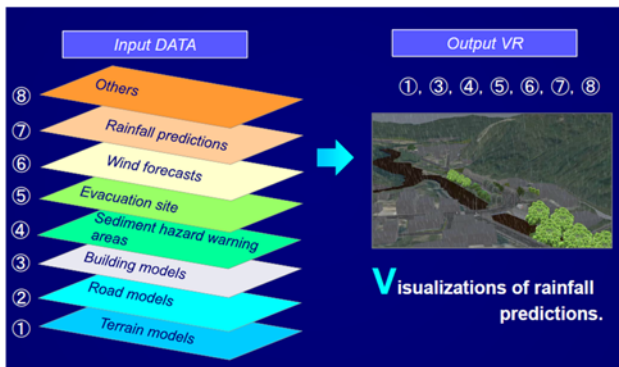 Input DATA
⑧ Others
⑦ Rainfall predictions
⑥ Wind forecasts
⑤ Evacuation site
④ Sediment hazard warning
areas
③ Building models
② Road models
① Terrain models
Output VR
①, ③, ④, ⑤, ⑥, ⑦, ⑧
Visualizations of rainfall
predictions.